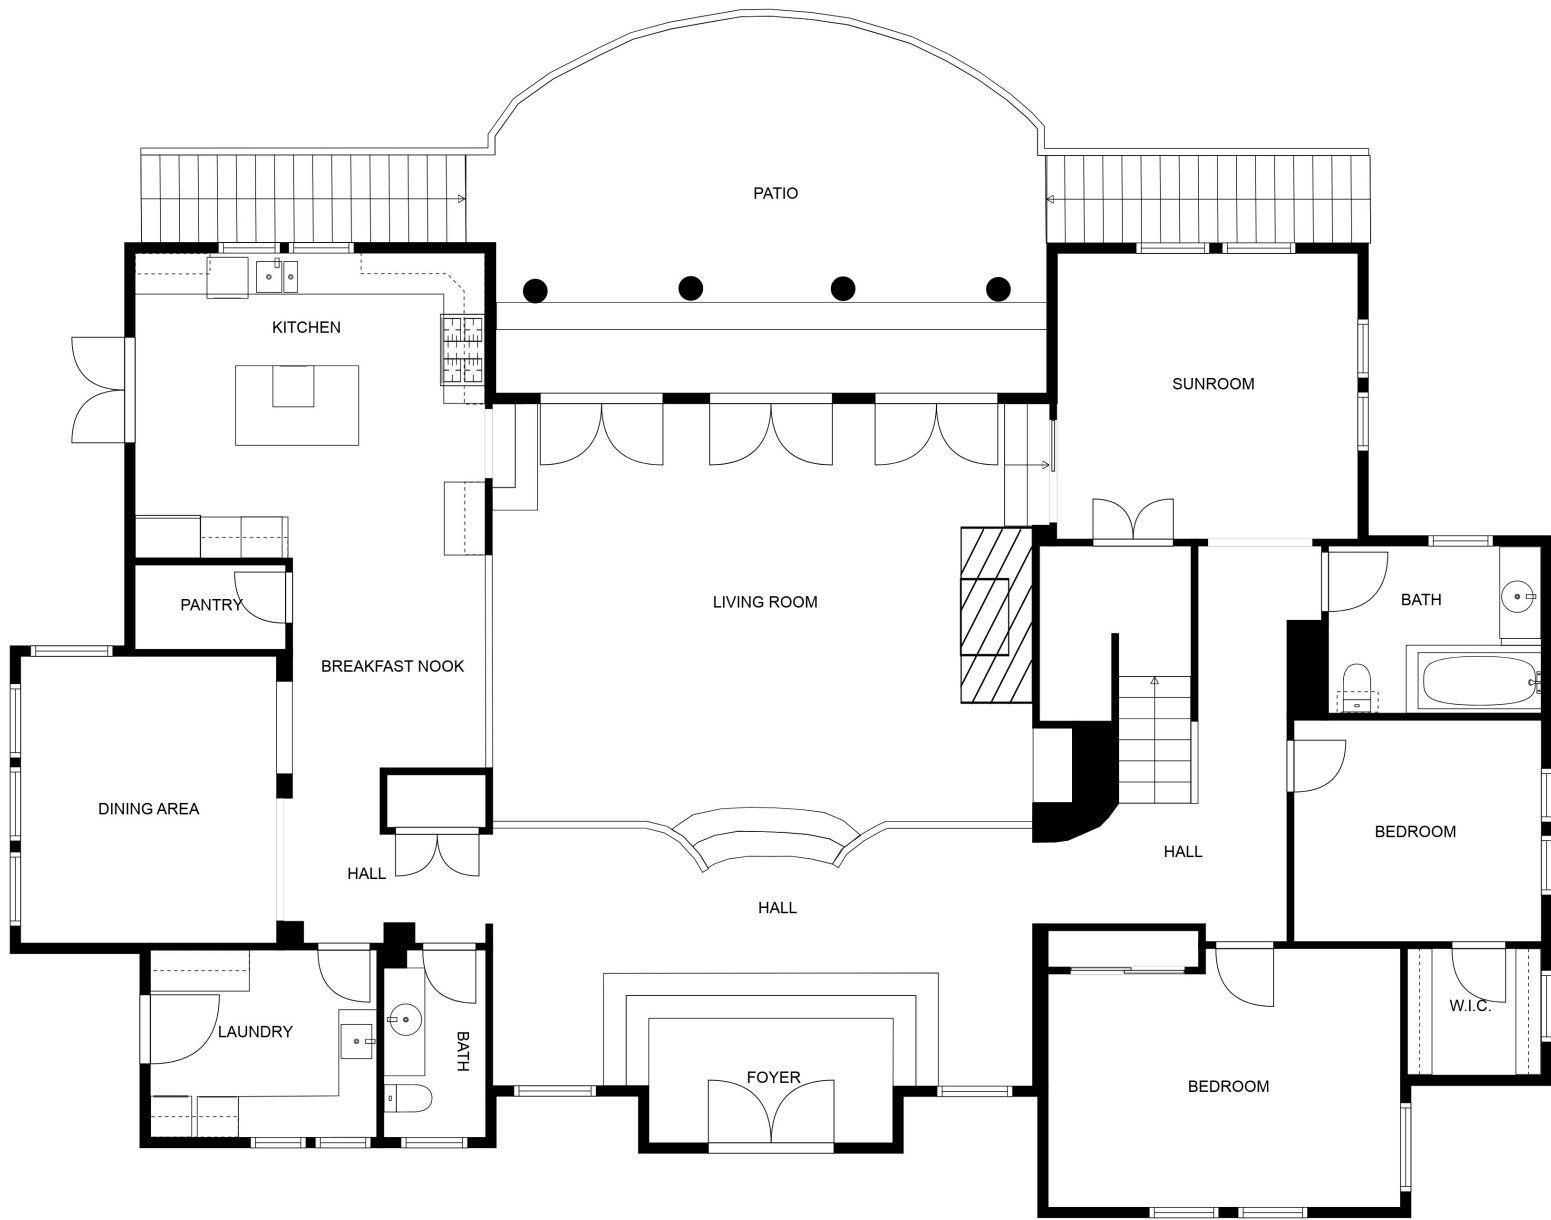 PATIO
KITCHEN
SUNROOM
PANTRY
LIVING ROOM
BATH
BREAKFAST NOOK
DINING AREA
BEDROOM
HALL
HALL
HALL
LAUNDRY
BATH
FOYER
W.I.C.
BEDROOM